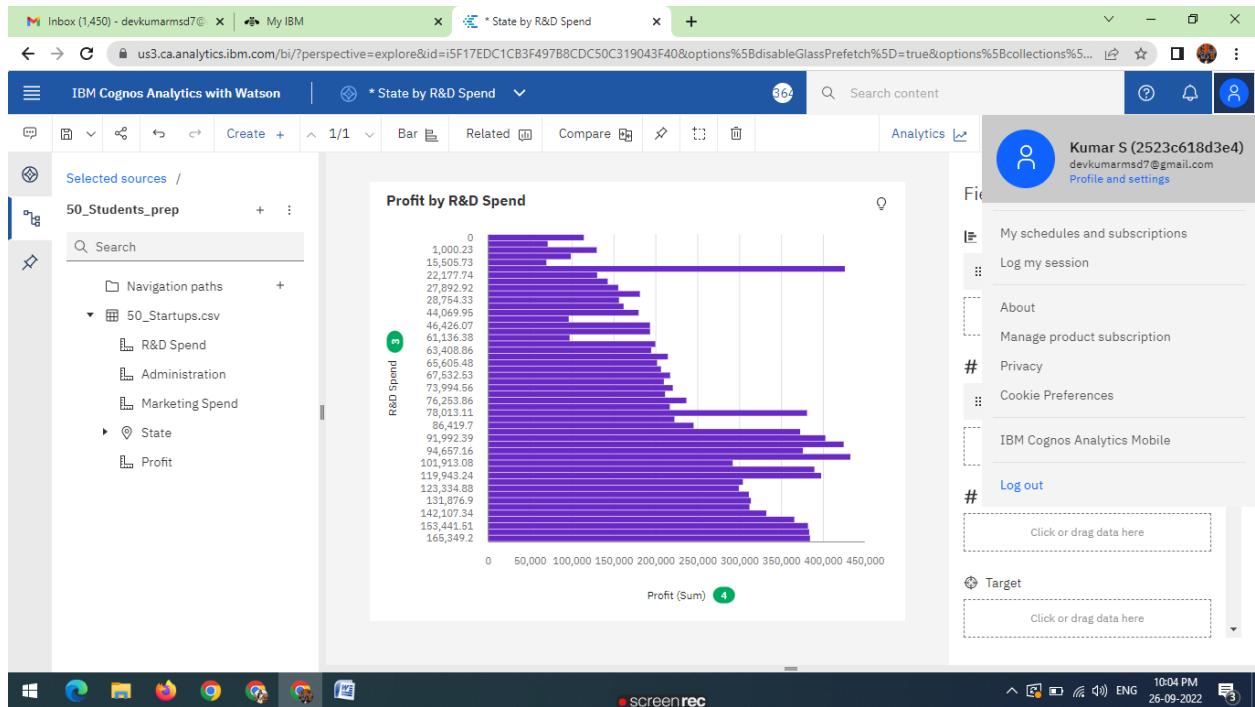 Inbox (1,450) - devkumarmsd7@
My IBM
* State by R&D Spend
us3.ca.analytics.ibm.com/bi/?perspective=explore&id=i5F17EDC1CB3F497B8CDC50C319043F40&options%5BdisableGlassPrefetch%5D=true&options%5Bcollections%5...
IBM Cognos Analytics with Watson
* State by R&D Spend
364
Search content
Create +
1/1
Bar
Related
Compare
Analytics
Kumar S (2523c618d3e4)
devkumarmsd7@gmail.com
Profile and settings
My schedules and subscriptions
Log my session
About
Manage product subscription
Privacy
Cookie Preferences
IBM Cognos Analytics Mobile
Log out
Selected sources /
50_Students_prep
Search
Navigation paths
50_Startups.csv
R&D Spend
Administration
Marketing Spend
State
Profit
Profit by R&D Spend
0
1,000.23
15,505.73
22,177.74
27,892.92
28,754.33
44,069.95
46,426.07
61,136.38
63,408.86
65,605.48
67,532.53
73,994.56
76,253.86
78,013.11
86,419.7
91,992.39
94,657.16
101,913.08
119,943.24
123,334.88
131,876.9
142,107.34
153,441.51
165,349.2
R&D Spend
3
0 50,000 100,000 150,000 200,000 250,000 300,000 350,000 400,000 450,000
Profit (Sum) 4
Fie
#
#
Click or drag data here
Target
Click or drag data here
screenrec
ENG
10:04 PM
26-09-2022
3